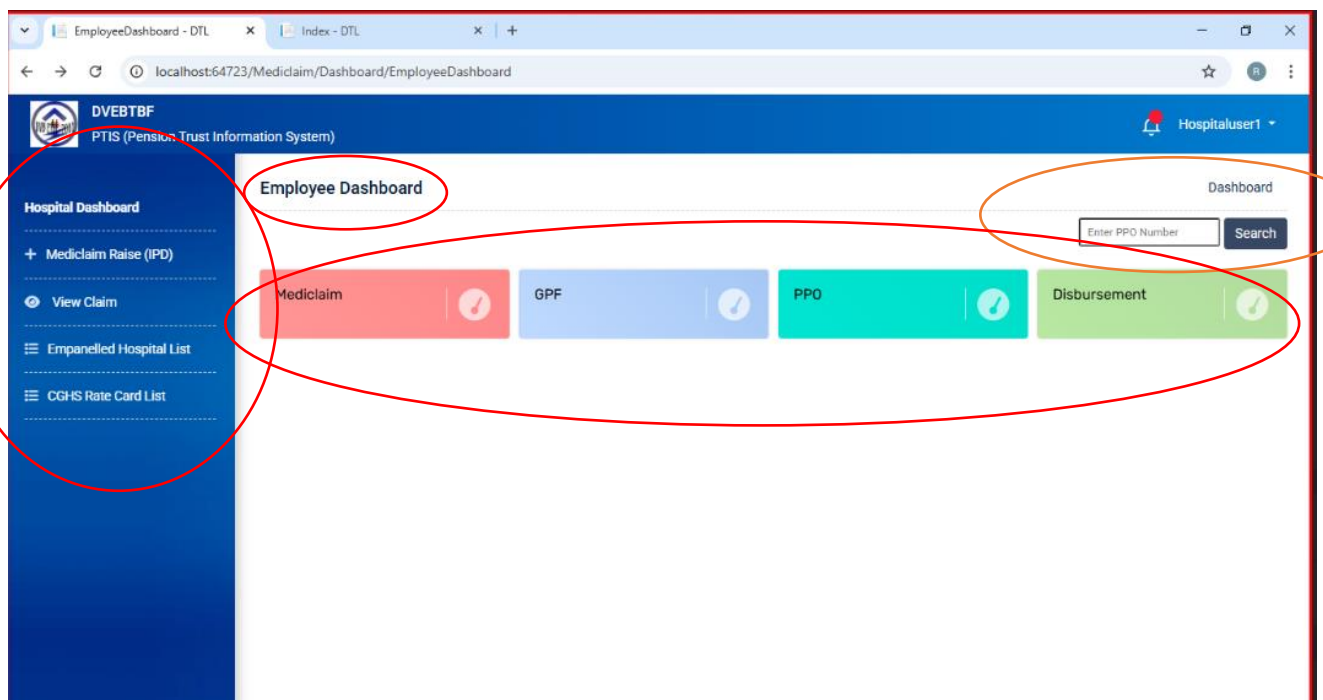 EmployeeDashboard - DTL
Index - DTL
localhost:64723/Mediclaim/Dashboard/EmployeeDashboard
R
DVEBTBF
PTIS (Pension Trust Information System)
Hospitaluser1
Hospital Dashboard
Mediclaim Raise (IPD)
View Claim
Empanelled Hospital List
CGHS Rate Card List
Employee Dashboard
Dashboard
Enter PPO Number
Search
Mediclaim
GPF
PPO
Disbursement